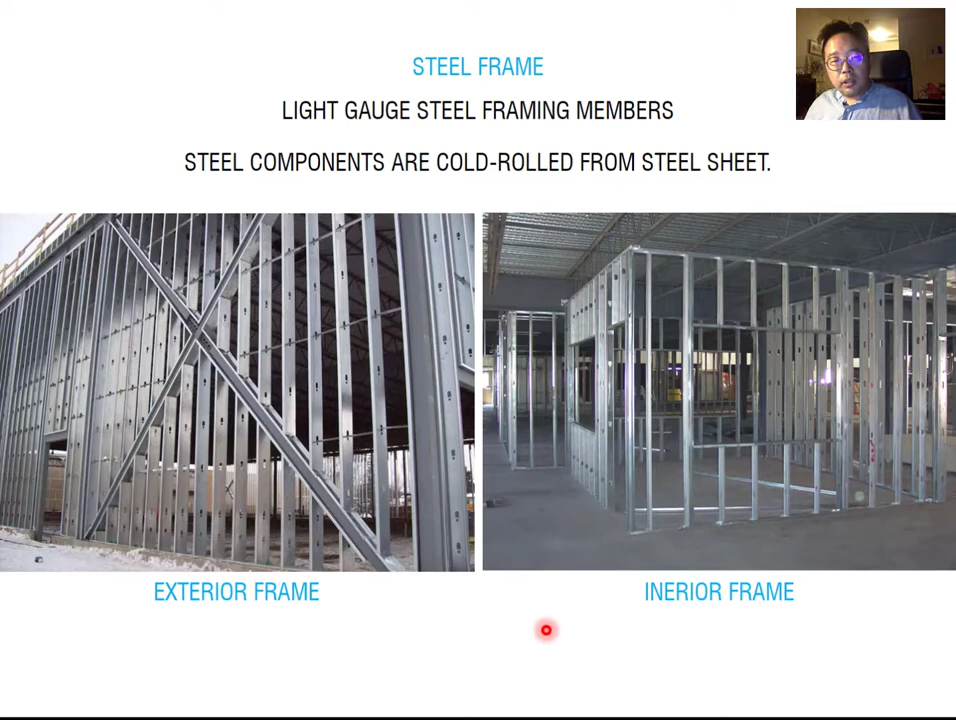 STEEL FRAME
LIGHT GAUGE STEEL FRAMING MEMBERS
STEEL COMPONENTS ARE COLD-ROLLED FROM STEEL SHEET.
EXTERIOR FRAME
INERIOR FRAME